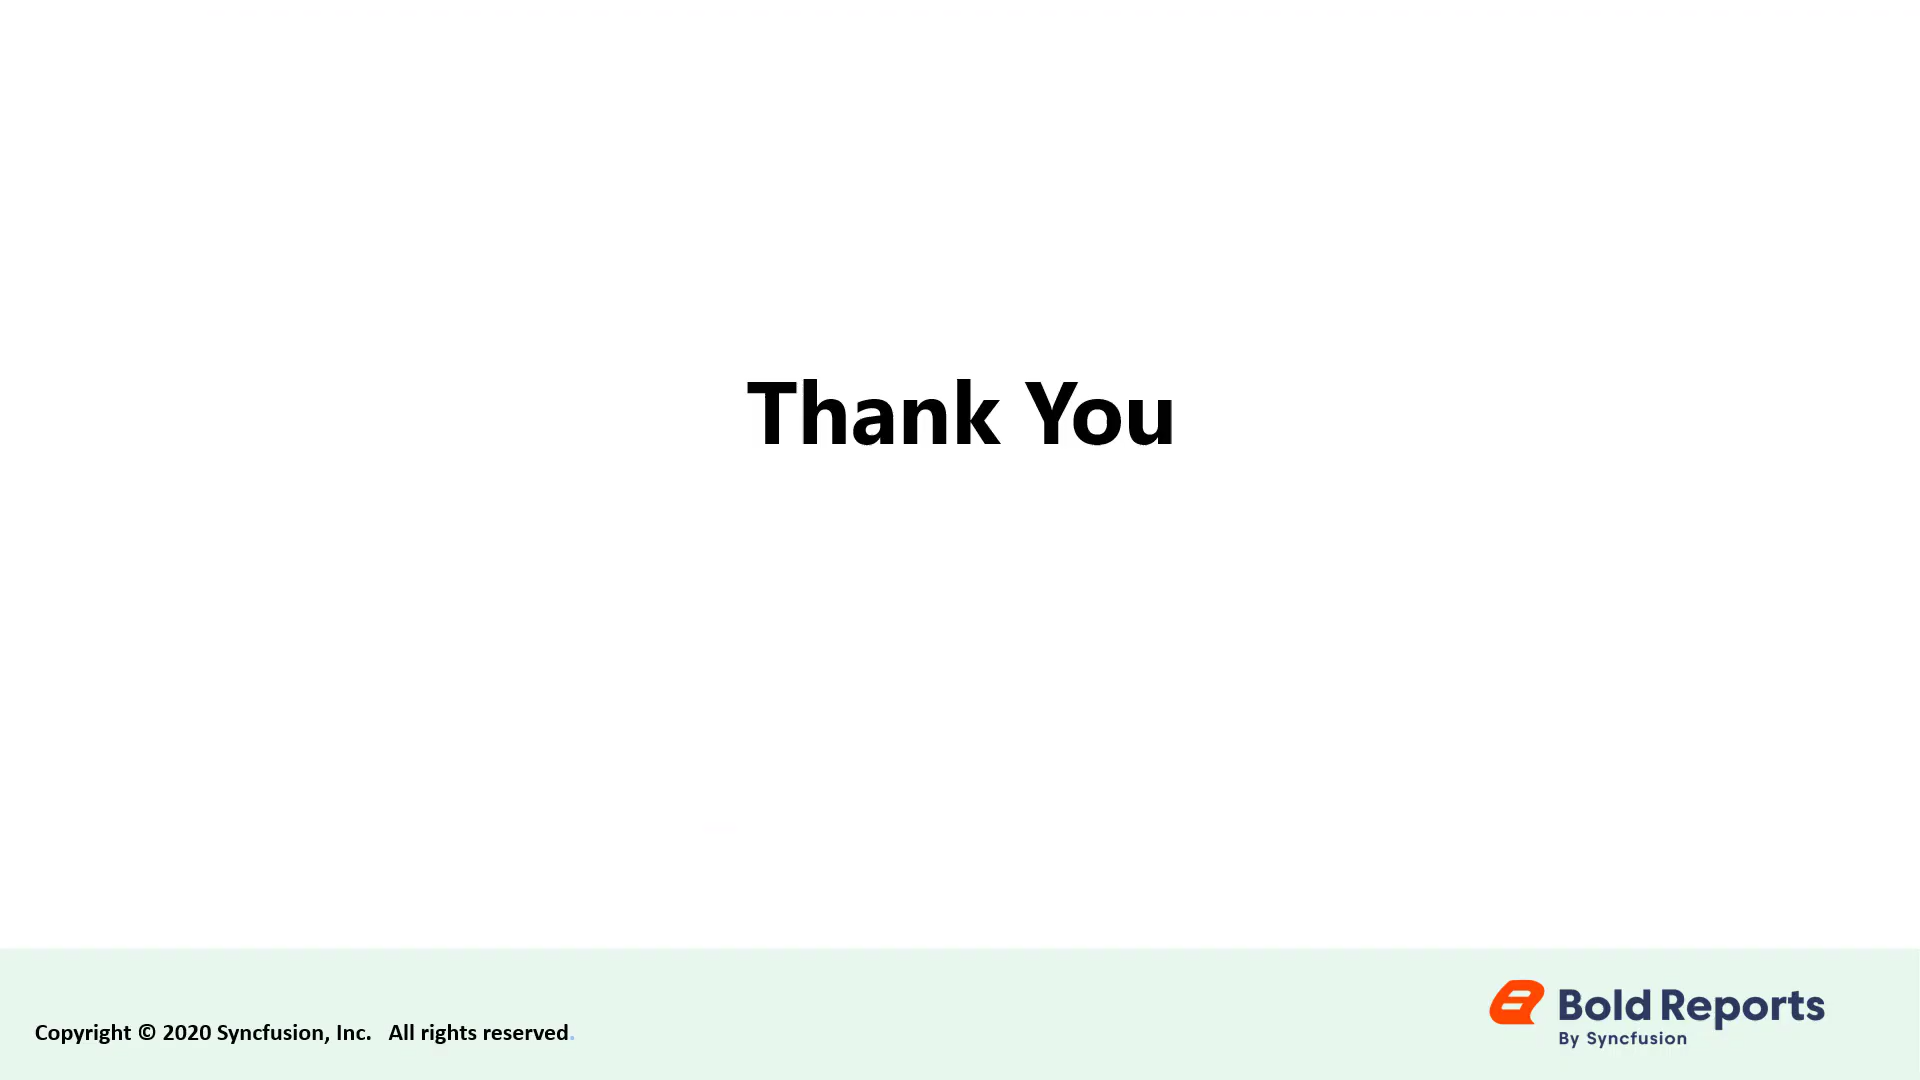 Thank You
Copyright © 2020 Syncfusion, Inc.   All rights reserved.
Bold Reports
By Syncfusion